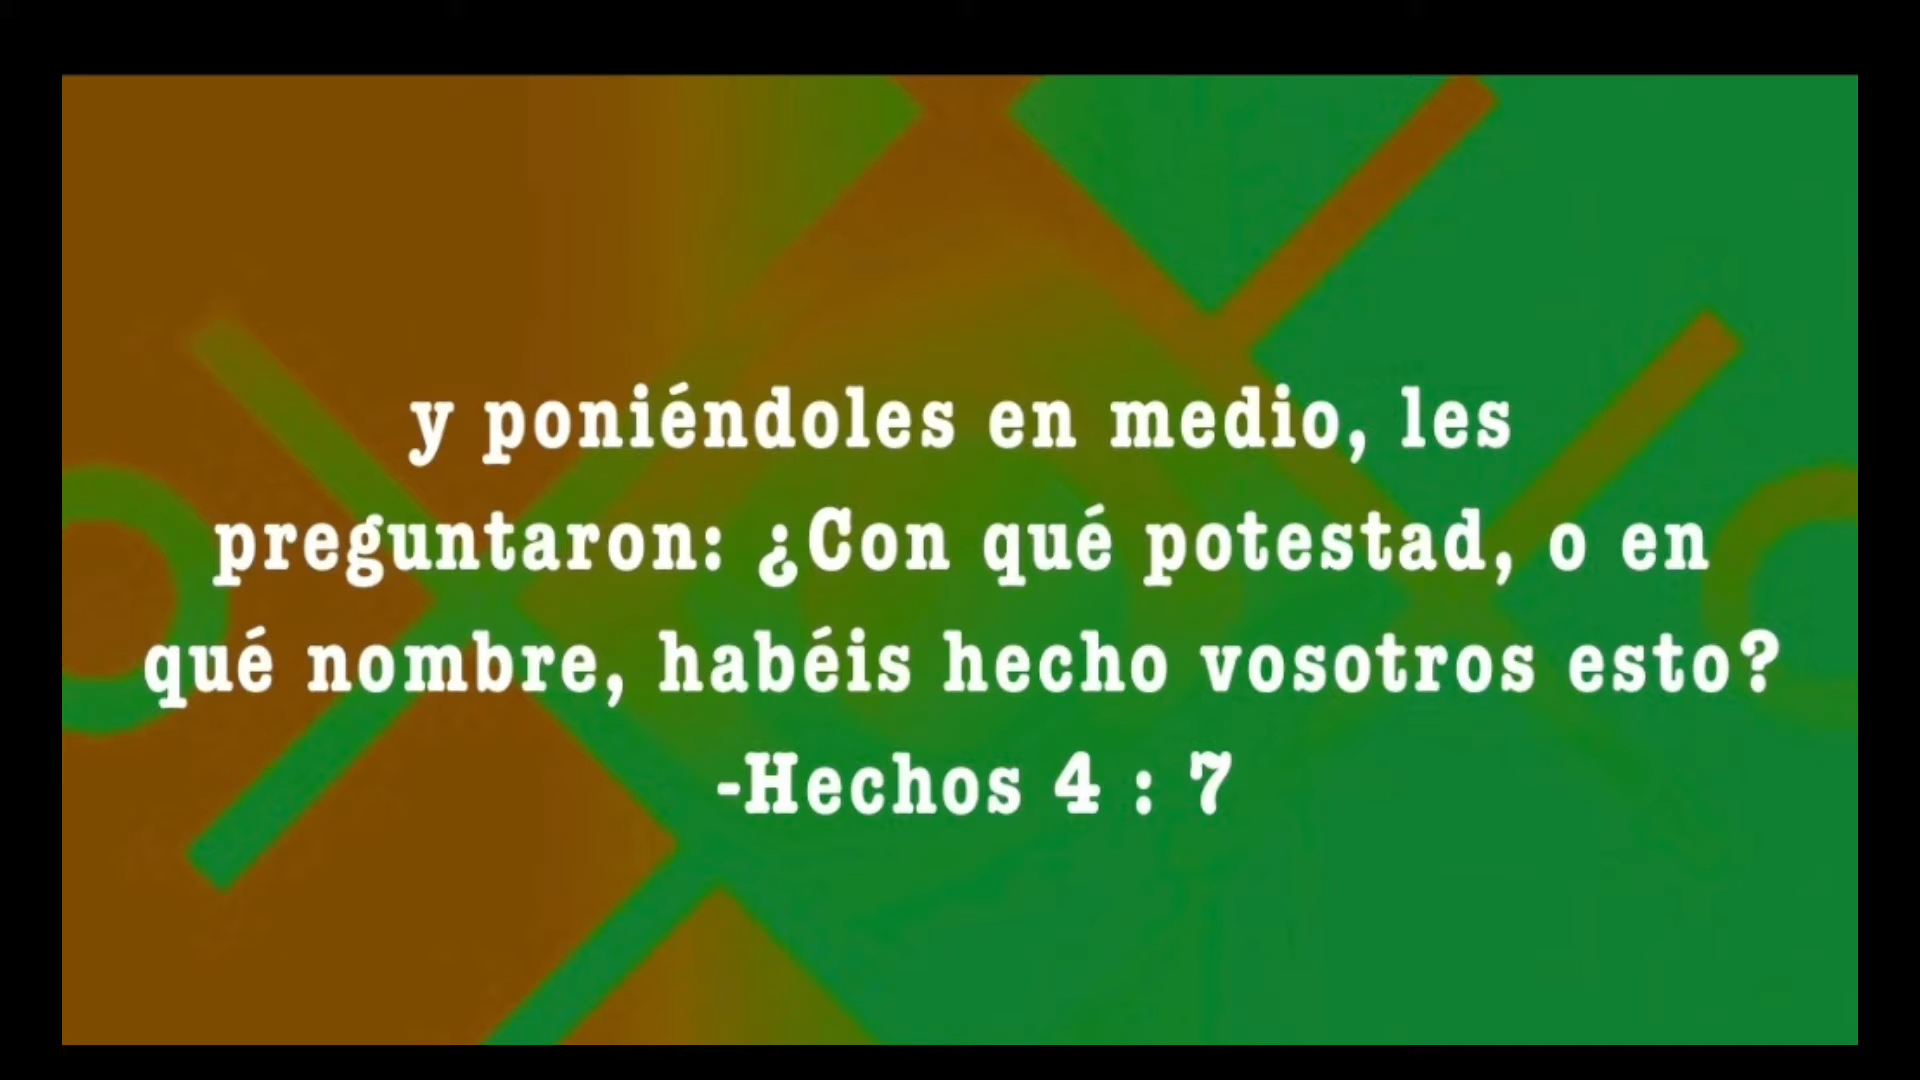 y poniéndoles en medio, les
preguntaron: ¿Con qué potestad, o en
qué nombre, habéis hecho vosotros esto?
-Hechos 4 : 7